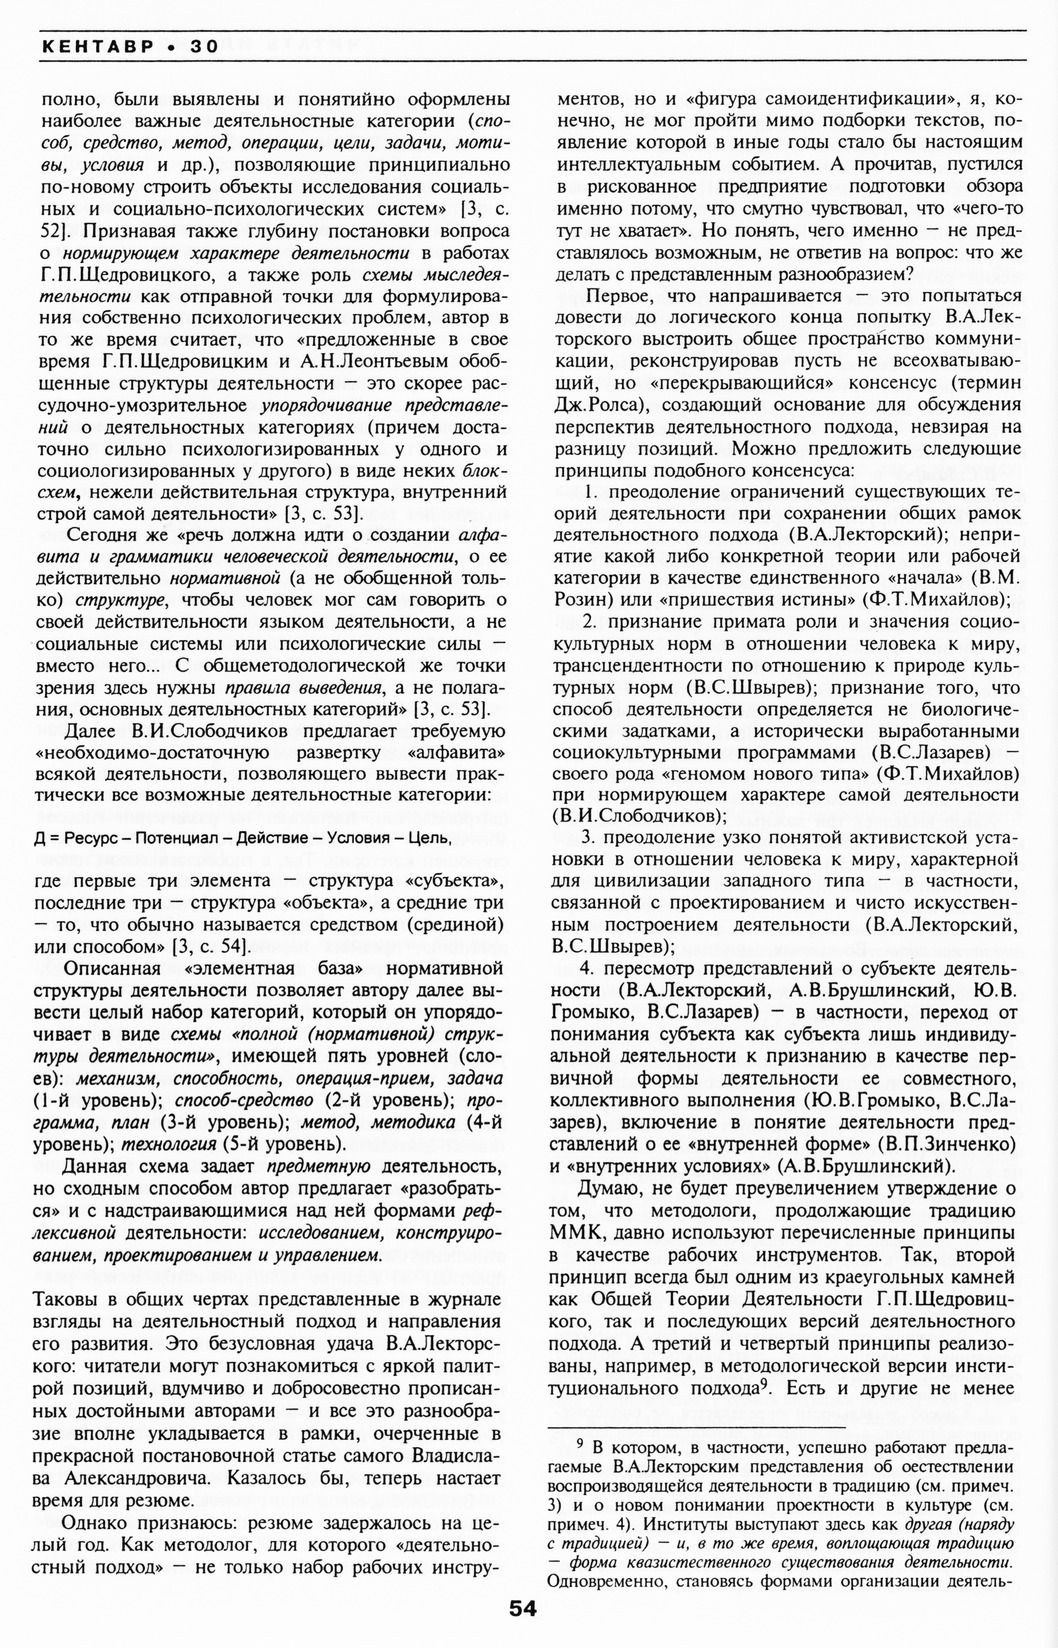 КЕНТАВР • 30
полно, были выявлены и понятийно оформлены
наиболее важные деятельностные категории (спо-
соб, средство, метод, операции, цели, задачи, моти-
вы, условия и др.), позволяющие принципиально
по-новому строить объекты исследования социаль-
ных и социально-психологических систем» [3, с.
52]. Признавая также глубину постановки вопроса
о нормирующем характере деятельности в работах
Г.П.Щедровицкого, а также роль схемы мыследея-
тельности как отправной точки для формулирова-
ния собственно психологических проблем, автор в
то же время считает, что «предложенные в свое
время Г.П.Щедровицким и А.Н.Леонтьевым обоб-
щенные структуры деятельности — это скорее рас-
судочно-умозрительное упорядочивание представле-
ний о деятельностных категориях (причем доста-
точно сильно психологизированных у одного и
социологизированных у другого) в виде неких блок-
схем, нежели действительная структура, внутренний
строй самой деятельности» [3, с. 53].
Сегодня же «речь должна идти о создании алфа-
вита и грамматики человеческой деятельности, о ее
действительно нормативной (а не обобщенной толь-
ко) структуре, чтобы человек мог сам говорить о
своей действительности языком деятельности, а не
социальные системы или психологические силы —
вместо него... С общеметодологической же точки
зрения здесь нужны правила выведения, а не полага-
ния, основных деятельностных категорий» [3, с. 53].
Далее В.И.Слободчиков предлагает требуемую
«необходимо-достаточную развертку «алфавита»
всякой деятельности, позволяющего вывести прак-
тически все возможные деятельностные категории:
Д = Ресурс – Потенциал – Действие – Условия – Цель,
где первые три элемента — структура «субъекта»,
последние три — структура «объекта», а средние три
— то, что обычно называется средством (срединой)
или способом» [3, с. 54].
Описанная «элементная база» нормативной
структуры деятельности позволяет автору далее вы-
вести целый набор категорий, который он упорядо-
чивает в виде схемы «полной (нормативной) струк-
туры деятельности», имеющей пять уровней (сло-
ев): механизм, способность, операция-прием, задача
(1-й уровень); способ-средство (2-й уровень); про-
грамма, план (3-й уровень); метод, методика (4-й
уровень); технология (5-й уровень).
Данная схема задает предметную деятельность,
но сходным способом автор предлагает «разобрать-
ся» и с надстраивающимися над ней формами реф-
лексивной деятельности: исследованием, конструиро-
ванием, проектированием и управлением.
Таковы в общих чертах представленные в журнале
взгляды на деятельностный подход и направления
его развития. Это безусловная удача В.А.Лекторс-
кого: читатели могут познакомиться с яркой палит-
рой позиций, вдумчиво и добросовестно прописан-
ных достойными авторами — и все это разнообра-
зие вполне укладывается в рамки, очерченные в
прекрасной постановочной статье самого Владисла-
ва Александровича. Казалось бы, теперь настает
время для резюме.
Однако признаюсь: резюме задержалось на це-
лый год. Как методолог, для которого «деятельно-
стный подход» — не только набор рабочих инстру-
ментов, но и «фигура самоидентификации», я, ко-
нечно, не мог пройти мимо подборки текстов, по-
явление которой в иные годы стало бы настоящим
интеллектуальным событием. А прочитав, пустился
в рискованное предприятие подготовки обзора
именно потому, что смутно чувствовал, что «чего-то
тут не хватает». Но понять, чего именно — не пред-
ставлялось возможным, не ответив на вопрос: что же
делать с представленным разнообразием?
Первое, что напрашивается — это попытаться
довести до логического конца попытку В.А.Лек-
торского выстроить общее пространство коммуни-
кации, реконструировав пусть не всеохватываю-
щий, но «перекрывающийся» консенсус (термин
Дж.Ролса), создающий основание для обсуждения
перспектив деятельностного подхода, невзирая на
разницу позиций. Можно предложить следующие
принципы подобного консенсуса:
1. преодоление ограничений существующих те-
орий деятельности при сохранении общих рамок
деятельностного подхода (В.А.Лекторский); непри-
ятие какой либо конкретной теории или рабочей
категории в качестве единственного «начала» (В.М.
Розин) или «пришествия истины» (Ф.Т.Михайлов);
2. признание примата роли и значения социо-
культурных норм в отношении человека к миру,
трансцендентности по отношению к природе куль-
турных норм (В.С.Швырев); признание того, что
способ деятельности определяется не биологиче-
скими задатками, а исторически выработанными
социокультурными программами (В.С.Лазарев) —
своего рода «геномом нового типа» (Ф.Т.Михайлов)
при нормирующем характере самой деятельности
(В.И.Слободчиков);
3. преодоление узко понятой активистской уста-
новки в отношении человека к миру, характерной
для цивилизации западного типа — в частности,
связанной с проектированием и чисто искусствен-
ным построением деятельности (В.А.Лекторский,
В.С.Швырев);
4. пересмотр представлений о субъекте деятель-
ности (В.А.Лекторский, А.В.Брушлинский, Ю.В.
Громыко, В.С.Лазарев) — в частности, переход от
понимания субъекта как субъекта лишь индивиду-
альной деятельности к признанию в качестве пер-
вичной формы деятельности ее совместного,
коллективного выполнения (Ю.В.Громыко, В.С.Ла-
зарев), включение в понятие деятельности пред-
ставлений о ее «внутренней форме» (В.П.Зинченко)
и «внутренних условиях» (А.В.Брушлинский).
Думаю, не будет преувеличением утверждение о
том, что методологи, продолжающие традицию
ММК, давно используют перечисленные принципы
в качестве рабочих инструментов. Так, второй
принцип всегда был одним из краеугольных камней
как Общей Теории Деятельности Г.П.Щедровиц-
кого, так и последующих версий деятельностного
подхода. А третий и четвертый принципы реализо-
ваны, например, в методологической версии инсти-
туционального подхода⁹. Есть и другие не менее
⁹ В котором, в частности, успешно работают предла-
гаемые В.А.Лекторским представления об оестествлении
воспроизводящейся деятельности в традицию (см. примеч.
3) и о новом понимании проектности в культуре (см.
примеч. 4). Институты выступают здесь как другая (наряду
с традицией) — и, в то же время, воплощающая традицию
— форма квазистественного существования деятельности.
Одновременно, становясь формами организации деятель-
54